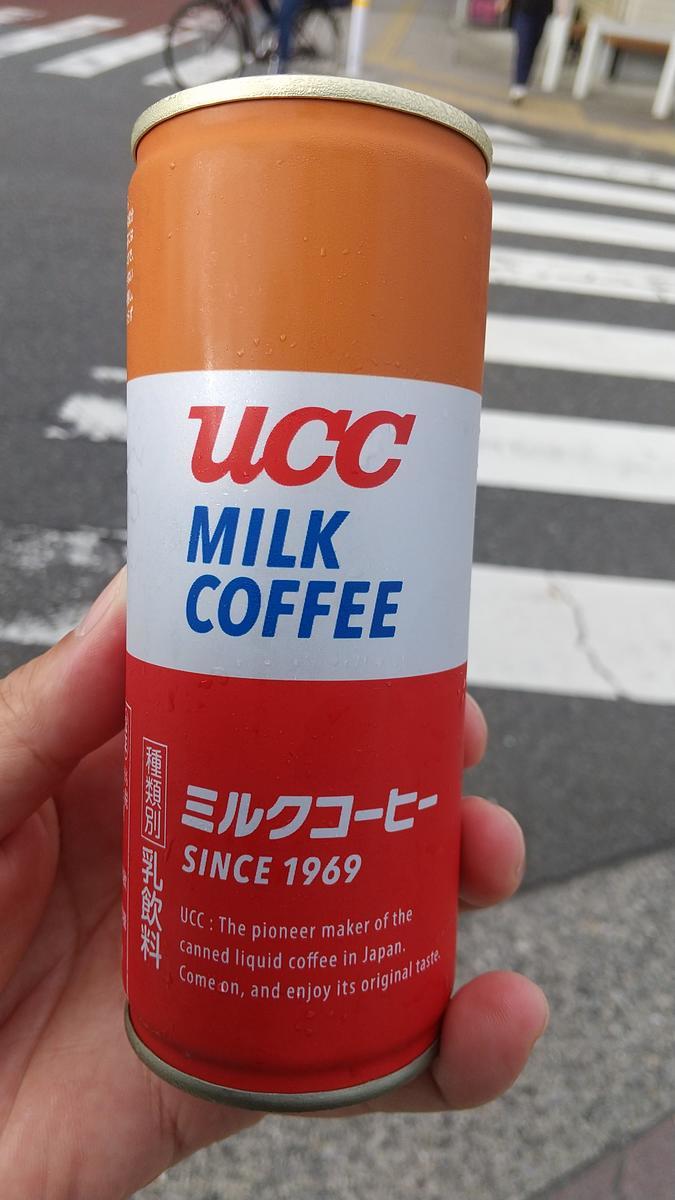 ucc
MILK
COFFEE
ミルクコーヒー
SINCE 1969
UCC : The pioneer maker of the
canned liquid coffee in Japan.
Come on, and enjoy its original taste.
種類別 乳飲料